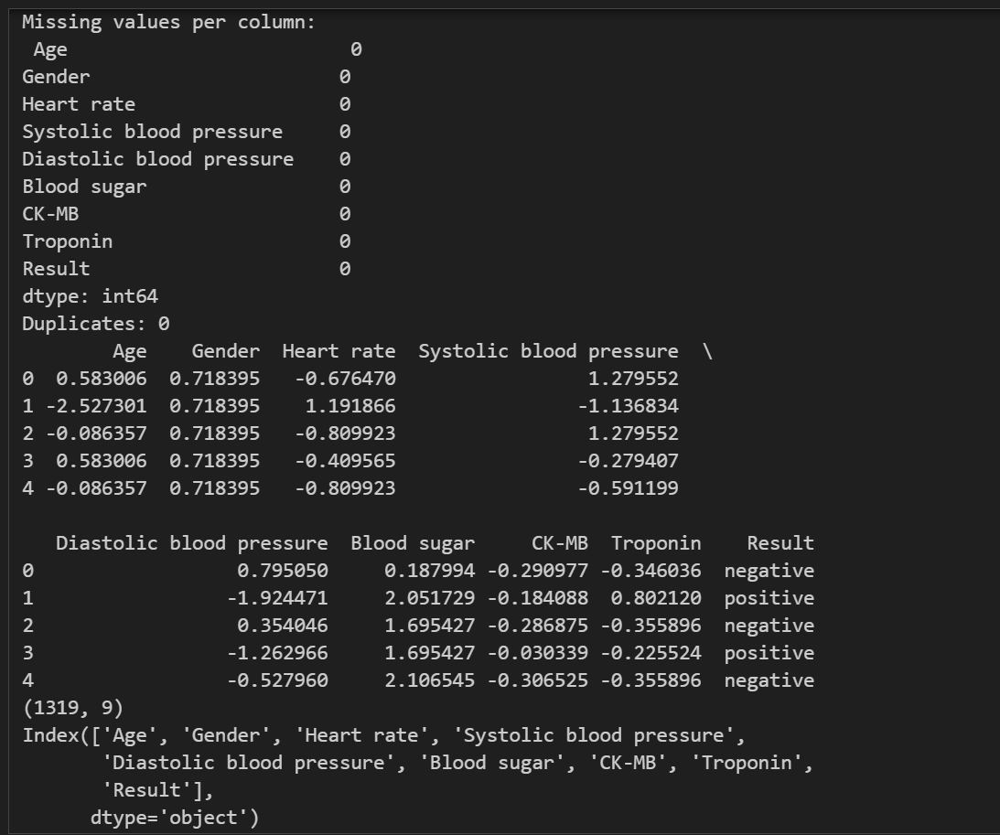 Missing values per column:
 Age                         0
Gender                      0
Heart rate                  0
Systolic blood pressure     0
Diastolic blood pressure    0
Blood sugar                 0
CK-MB                       0
Troponin                    0
Result                      0
dtype: int64
Duplicates: 0
        Age    Gender  Heart rate  Systolic blood pressure  \
0  0.583006  0.718395   -0.676470                 1.279552
1 -2.527301  0.718395    1.191866                -1.136834
2 -0.086357  0.718395   -0.809923                 1.279552
3  0.583006  0.718395   -0.409565                -0.279407
4 -0.086357  0.718395   -0.809923                -0.591199

   Diastolic blood pressure  Blood sugar     CK-MB  Troponin    Result
0                  0.795050     0.187994 -0.290977 -0.346036  negative
1                 -1.924471     2.051729 -0.184088  0.802120  positive
2                  0.354046     1.695427 -0.286875 -0.355896  negative
3                 -1.262966     1.695427 -0.030339 -0.225524  positive
4                 -0.527960     2.106545 -0.306525 -0.355896  negative
(1319, 9)
Index(['Age', 'Gender', 'Heart rate', 'Systolic blood pressure',
       'Diastolic blood pressure', 'Blood sugar', 'CK-MB', 'Troponin',
       'Result'],
      dtype='object')